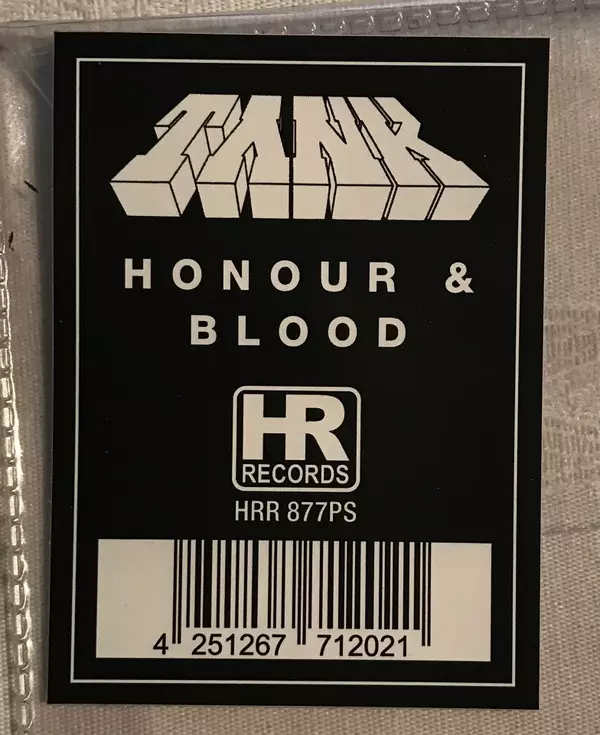 TANK
HONOUR &
BLOOD
HR
RECORDS
HRR 877PS
4 251267 712021